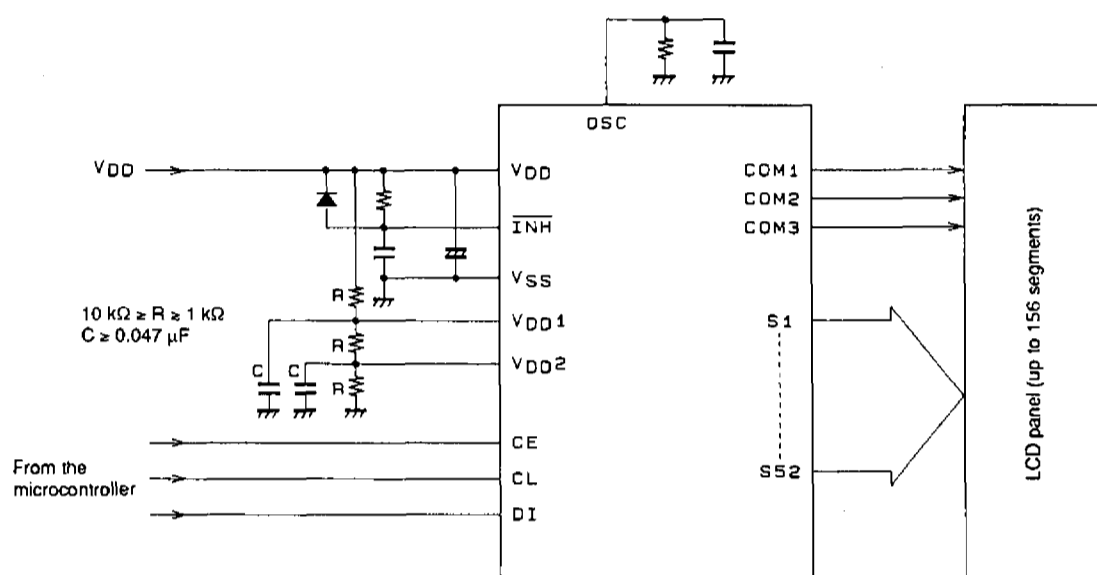 OSC
VDD
VDD
COM1
COM2
INH
COM3
VSS
R
10 kΩ ≥ R ≥ 1 kΩ
C ≥ 0.047 µF
VDD1
S1
R
VDD2
C
C
R
CE
From the
microcontroller
CL
S52
DI
LCD panel (up to 156 segments)